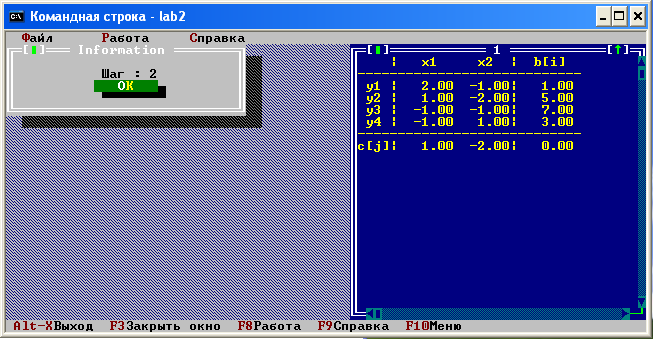 Командная строка - lab2
Файл Работа Справка
[▮] Information
Шаг : 2
OK
[▮] 1 [↑]
¦ x1 x2 ¦ b[i]
-----------------------------
y1 ¦ 2.00 -1.00¦ 1.00
y2 ¦ 1.00 -2.00¦ 5.00
y3 ¦ -1.00 -1.00¦ 7.00
y4 ¦ -1.00 1.00¦ 3.00
-----------------------------
c[j]¦ 1.00 -2.00¦ 0.00
Alt-X Выход F3 Закрыть окно F8 Работа F9 Справка F10 Меню